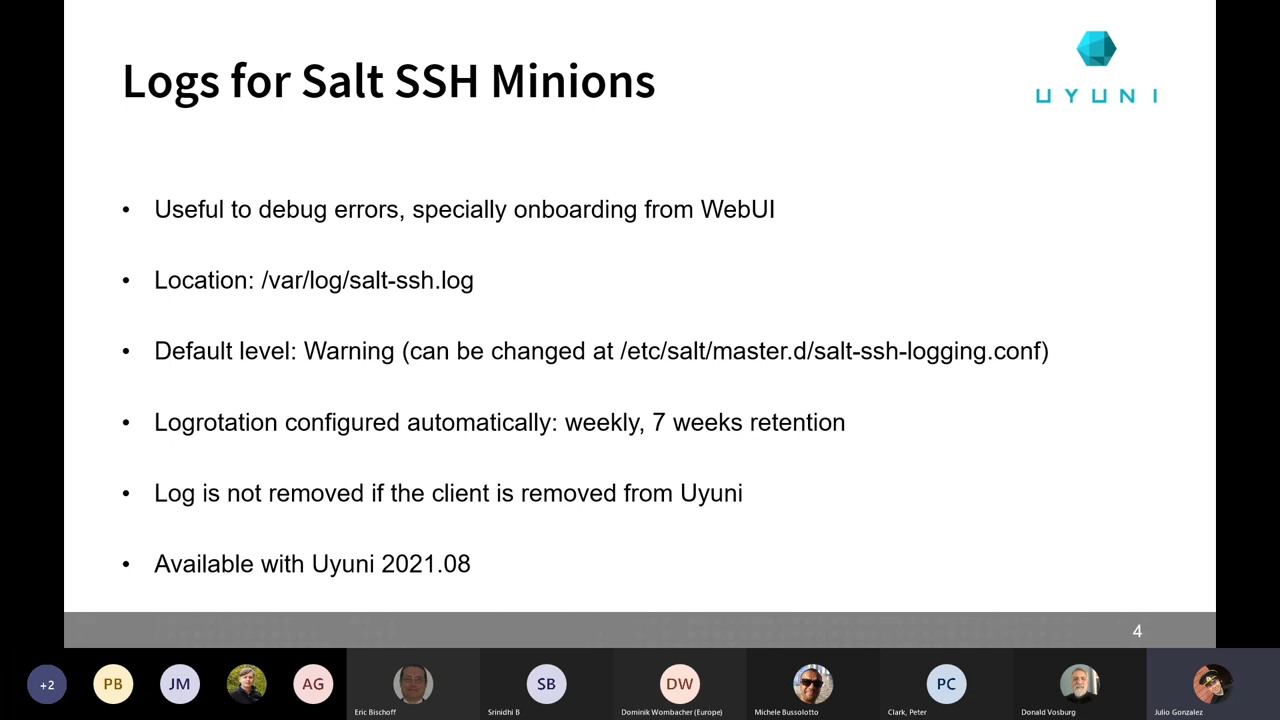 Logs for Salt SSH Minions
UYUNI
• Useful to debug errors, specially onboarding from WebUI
• Location: /var/log/salt-ssh.log
• Default level: Warning (can be changed at /etc/salt/master.d/salt-ssh-logging.conf)
• Logrotation configured automatically: weekly, 7 weeks retention
• Log is not removed if the client is removed from Uyuni
• Available with Uyuni 2021.08
4
+2
PB
JM
AG
Eric Bischoff
SB
Srinidhi B
DW
Dominik Wombacher (Europe)
Michele Bussolotto
PC
Clark, Peter
Donald Vosburg
Julio Gonzalez